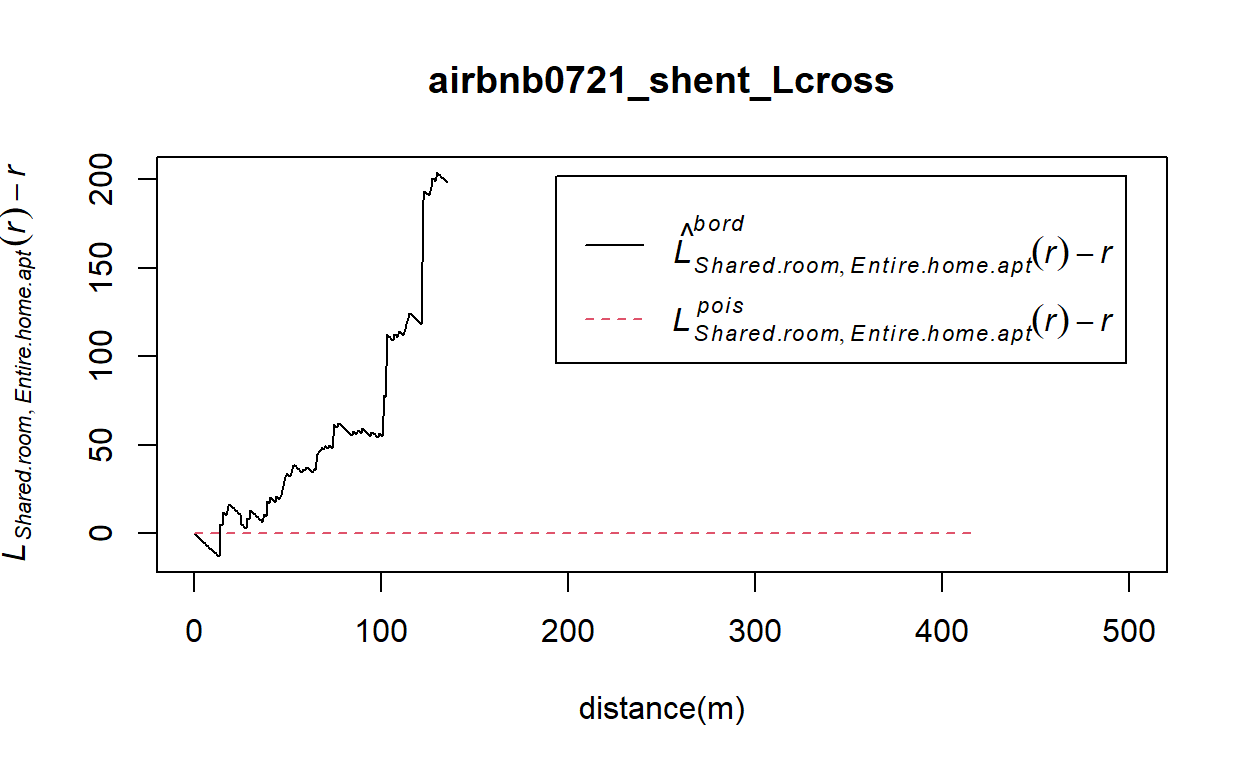 airbnb0721_shent_Lcross
L Shared.room, Entire.home.apt (r) − r
200
150
100
50
0
L̂ bord Shared.room, Entire.home.apt (r) − r
L pois Shared.room, Entire.home.apt (r) − r
0 100 200 300 400 500
distance(m)